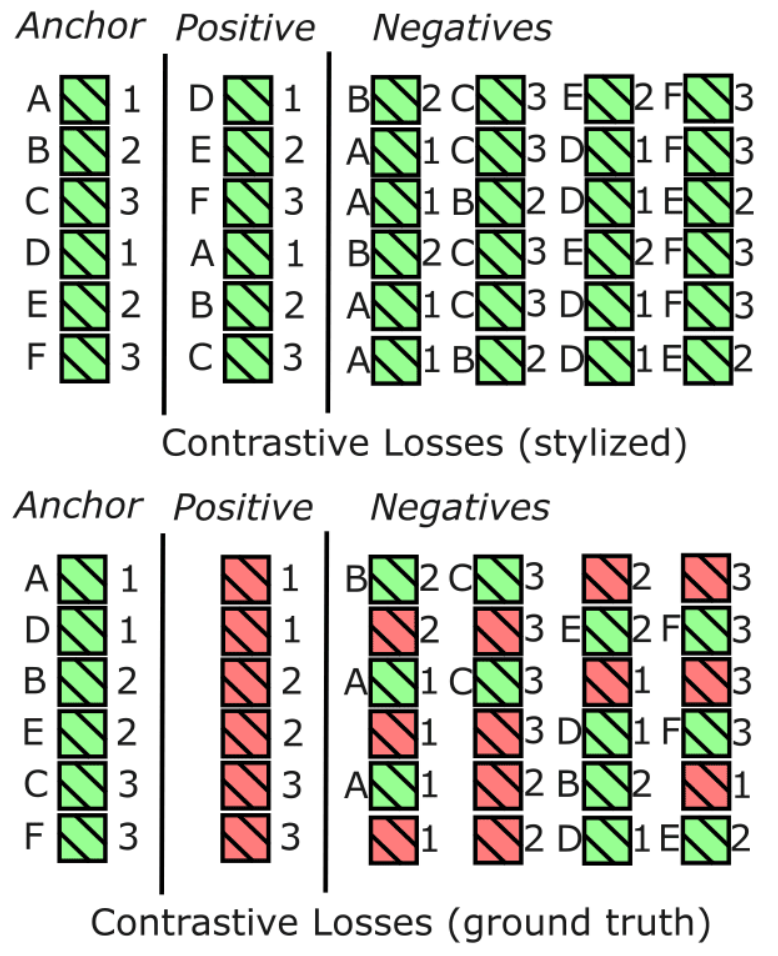 Anchor Positive Negatives
A 1 D 1 B 2 C 3 E 2 F 3
B 2 E 2 A 1 C 3 D 1 F 3
C 3 F 3 A 1 B 2 D 1 E 2
D 1 A 1 B 2 C 3 E 2 F 3
E 2 B 2 A 1 C 3 D 1 F 3
F 3 C 3 A 1 B 2 D 1 E 2
Contrastive Losses (stylized)
Anchor Positive Negatives
A 1 1 B 2 C 3 2 3
D 1 1 2 3 E 2 F 3
B 2 2 A 1 C 3 1 3
E 2 2 1 3 D 1 F 3
C 3 3 A 1 2 B 2 1
F 3 3 1 2 D 1 E 2
Contrastive Losses (ground truth)